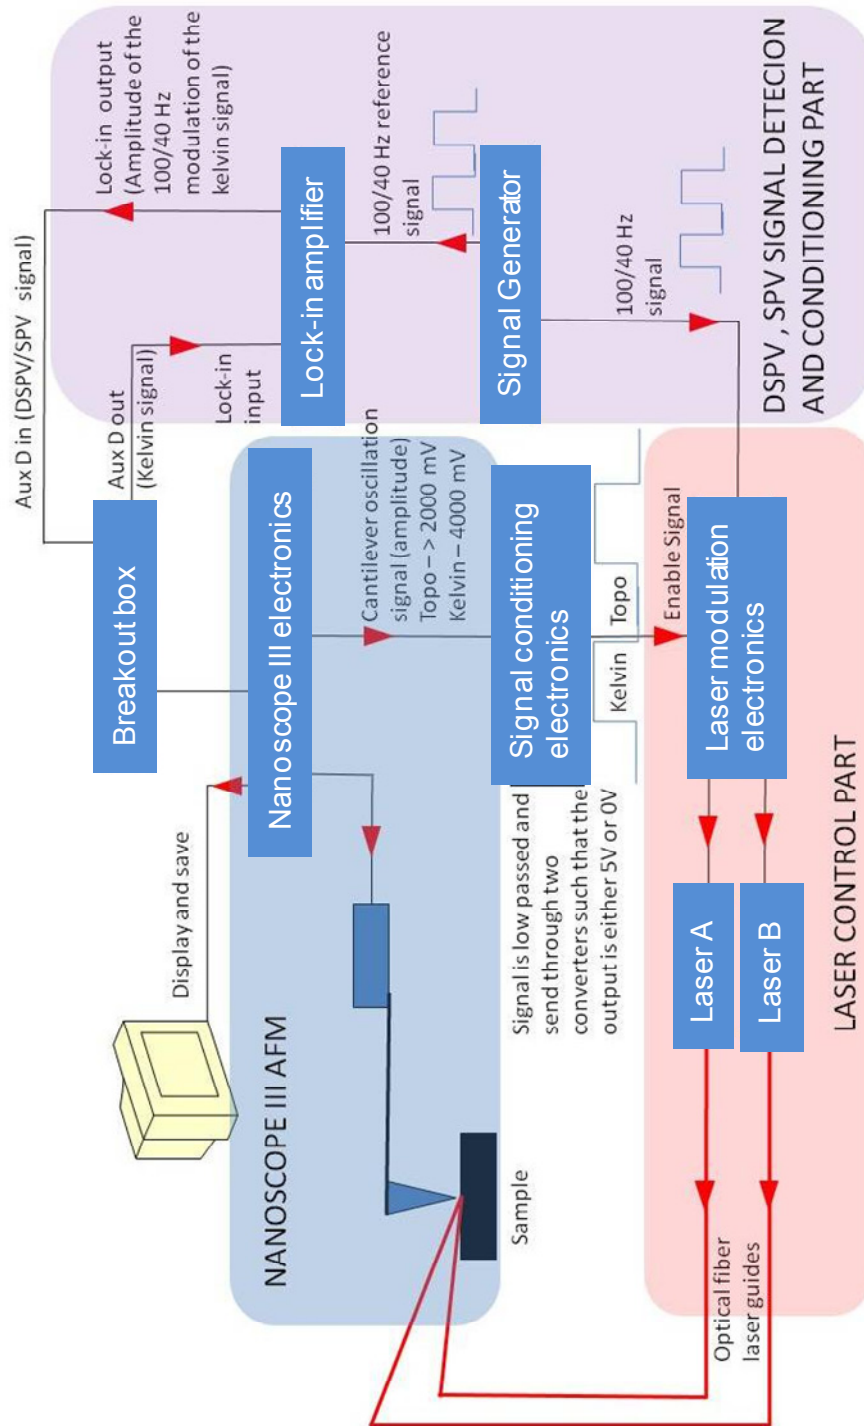 Display and save
NANOSCOPE III AFM
Sample
Optical fiber
laser guides
Breakout box
Nanoscope III electronics
Aux D in (DSPV/SPV signal)
Aux D out
(Kelvin signal)
Lock-in
input
Lock-in output
(Amplitude of the
100/40 Hz
modulation of the
kelvin signal)
Lock-in amplifier
100/40 Hz reference
signal
Signal Generator
100/40 Hz
signal
DSPV , SPV SIGNAL DETECION
AND CONDITIONING PART
Cantilever oscillation
signal (amplitude)
Topo – > 2000 mV
Kelvin – 4000 mV
Signal conditioning
electronics
Signal is low passed and
send through two
converters such that the
output is either 5V or 0V
Kelvin
Topo
Enable Signal
Laser modulation
electronics
Laser A
Laser B
LASER CONTROL PART